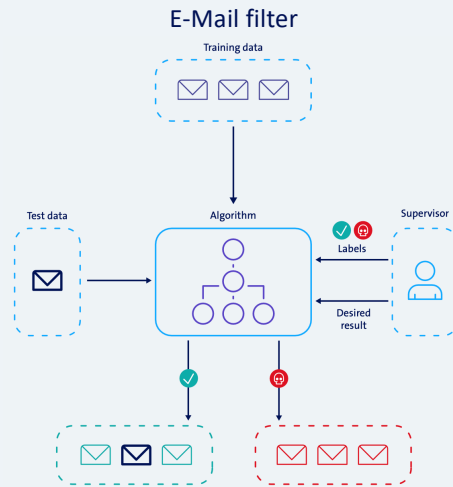 E-Mail filter
Training data
Test data
Algorithm
Supervisor
Labels
Desired
result